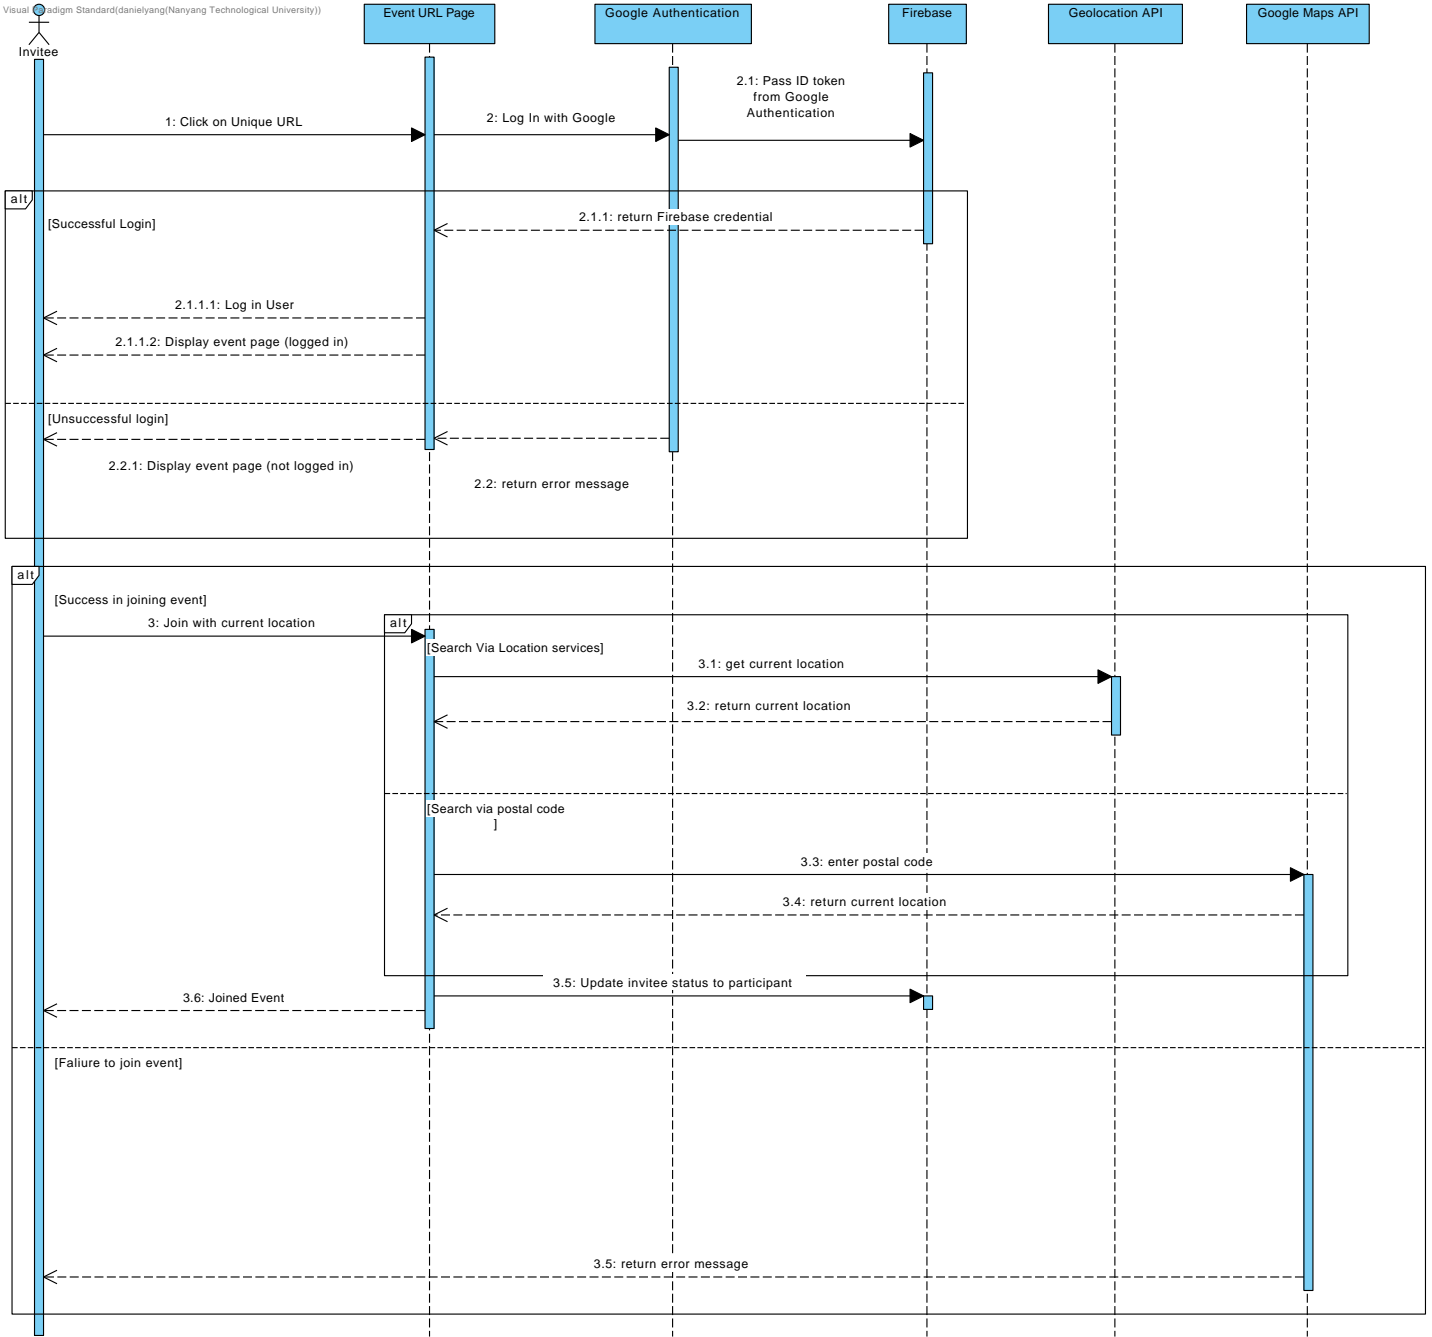 Visual Paradigm Standard(danielyang(Nanyang Technological University))
Invitee
Event URL Page
Google Authentication
Firebase
Geolocation API
Google Maps API
2.1: Pass ID token
from Google
Authentication
1: Click on Unique URL
2: Log In with Google
alt
[Successful Login]
2.1.1: return Firebase credential
2.1.1.1: Log in User
2.1.1.2: Display event page (logged in)
[Unsuccessful login]
2.2.1: Display event page (not logged in)
2.2: return error message
alt
[Success in joining event]
3: Join with current location
alt
[Search Via Location services]
3.1: get current location
3.2: return current location
[Search via postal code
]
3.3: enter postal code
3.4: return current location
3.5: Update invitee status to participant
3.6: Joined Event
[Faliure to join event]
3.5: return error message